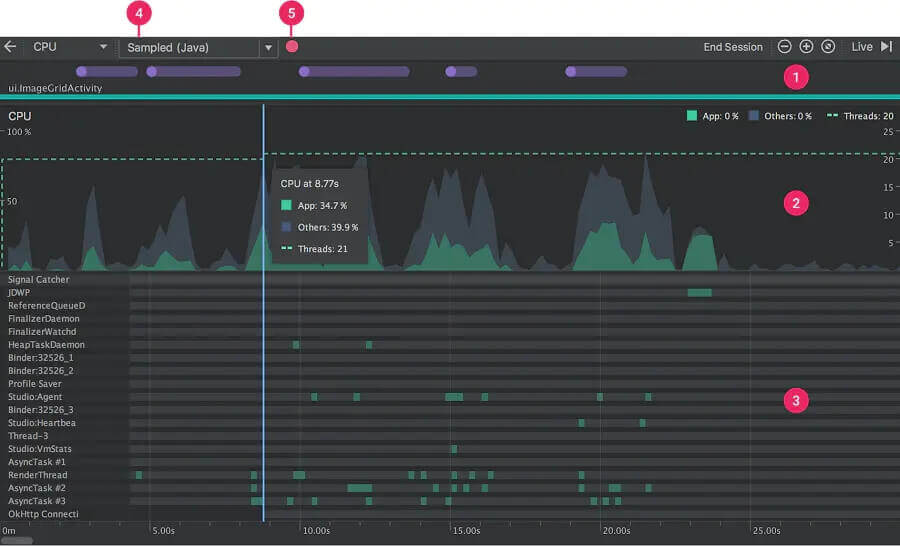 4 5
CPU Sampled (Java) End Session Live
1
ui.ImageGridActivity
CPU App: 0 % Others: 0 % Threads: 20
100 % 25
20
CPU at 8.77s
15
50 App: 34.7 % 2
10
Others: 39.9 %
5
Threads: 21
Signal Catcher
JDWP
ReferenceQueueD
FinalizerDaemon
FinalizerWatchd
HeapTaskDaemon
Binder:32526_1
Binder:32526_2
Profile Saver
Studio:Agent 3
Binder:32526_3
Studio:Heartbea
Thread-3
Studio:VmStats
AsyncTask #1
RenderThread
AsyncTask #2
AsyncTask #3
OkHttp Connecti
0m 5.00s 10.00s 15.00s 20.00s 25.00s